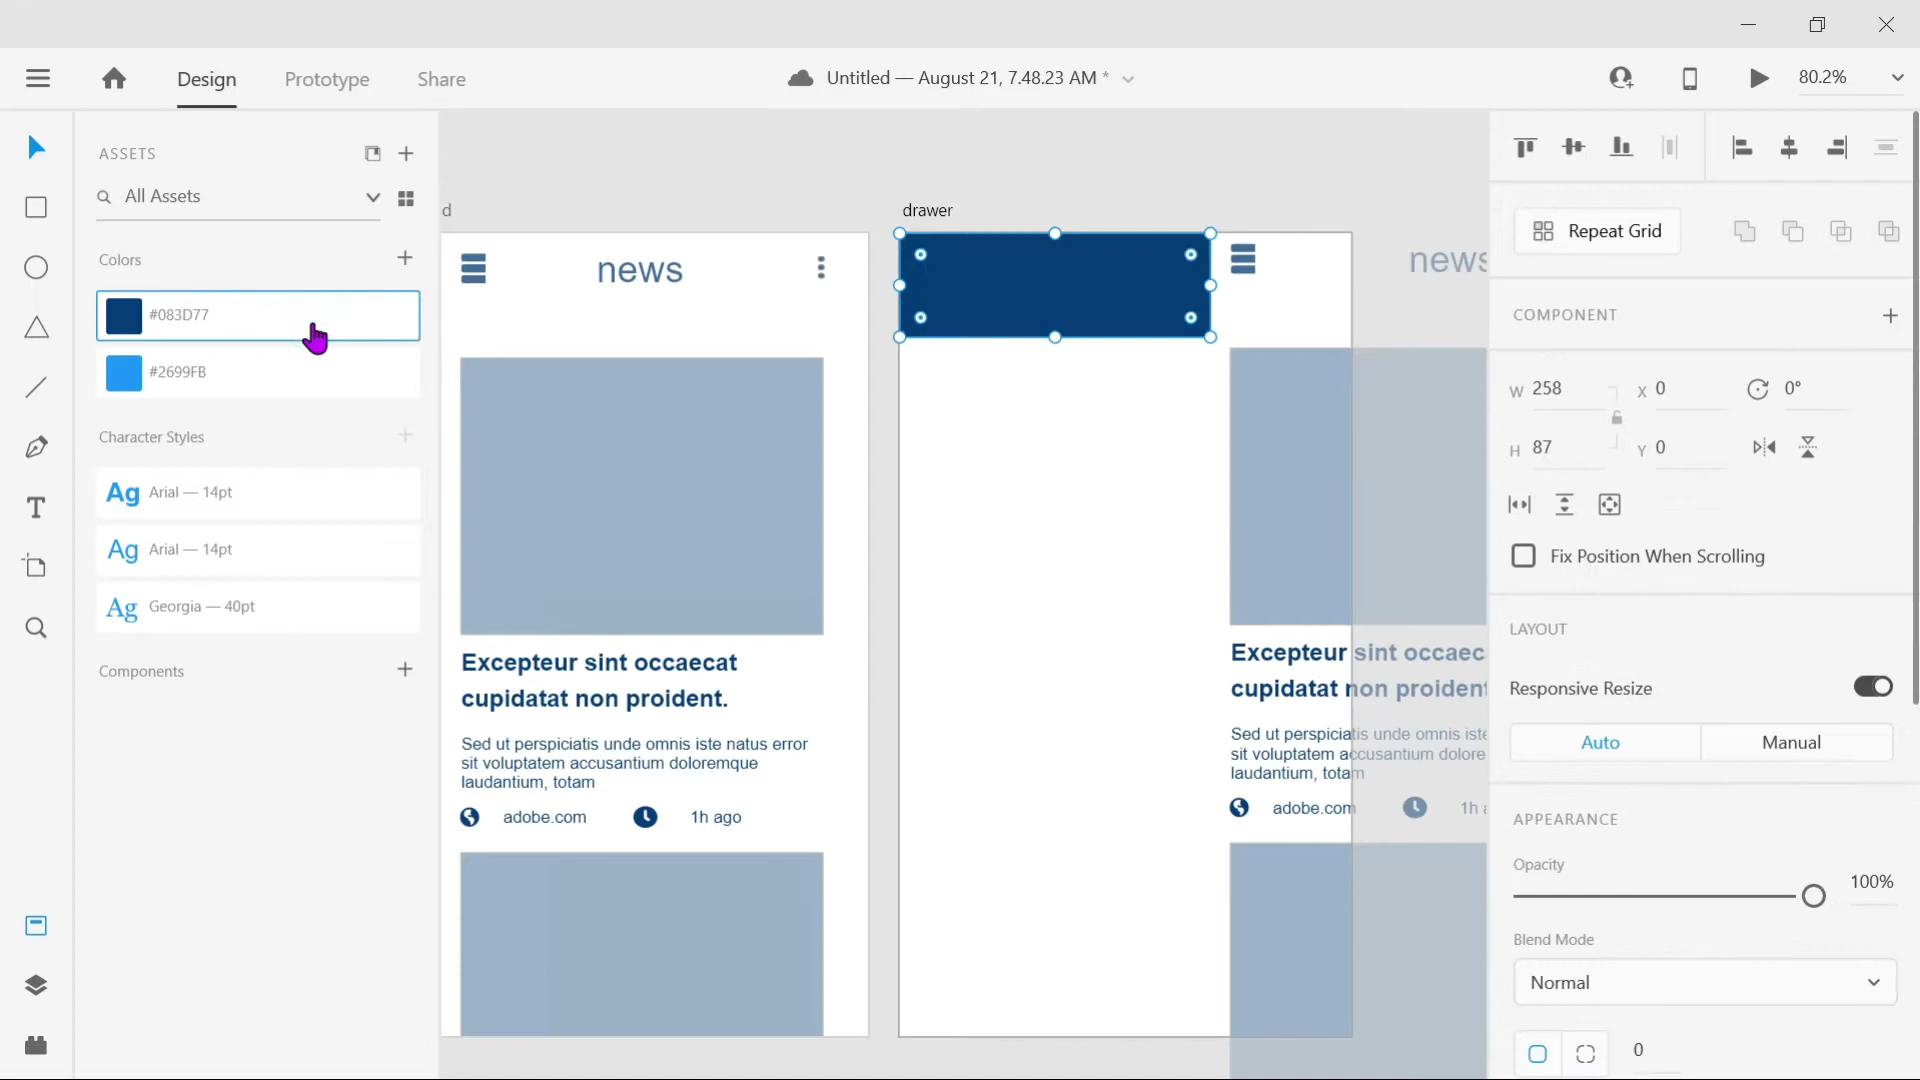 Design
Prototype
Share
Untitled — August 21, 7.48.23 AM *
80.2%
ASSETS
All Assets
Colors
#083D77
#2699FB
Character Styles
Ag Arial — 14pt
Ag Arial — 14pt
Ag Georgia — 40pt
Components
d
news
Excepteur sint occaecat
cupidatat non proident.
Sed ut perspiciatis unde omnis iste natus error
sit voluptatem accusantium doloremque
laudantium, totam
adobe.com
1h ago
drawer
news
Excepteur sint occaec
cupidatat non proident
Sed ut perspiciatis unde omnis iste
sit voluptatem accusantium dolore
laudantium, totam
adobe.com
1h a
Repeat Grid
COMPONENT
W 258
X 0
0°
H 87
Y 0
Fix Position When Scrolling
LAYOUT
Responsive Resize
Auto
Manual
APPEARANCE
Opacity
100%
Blend Mode
Normal
0